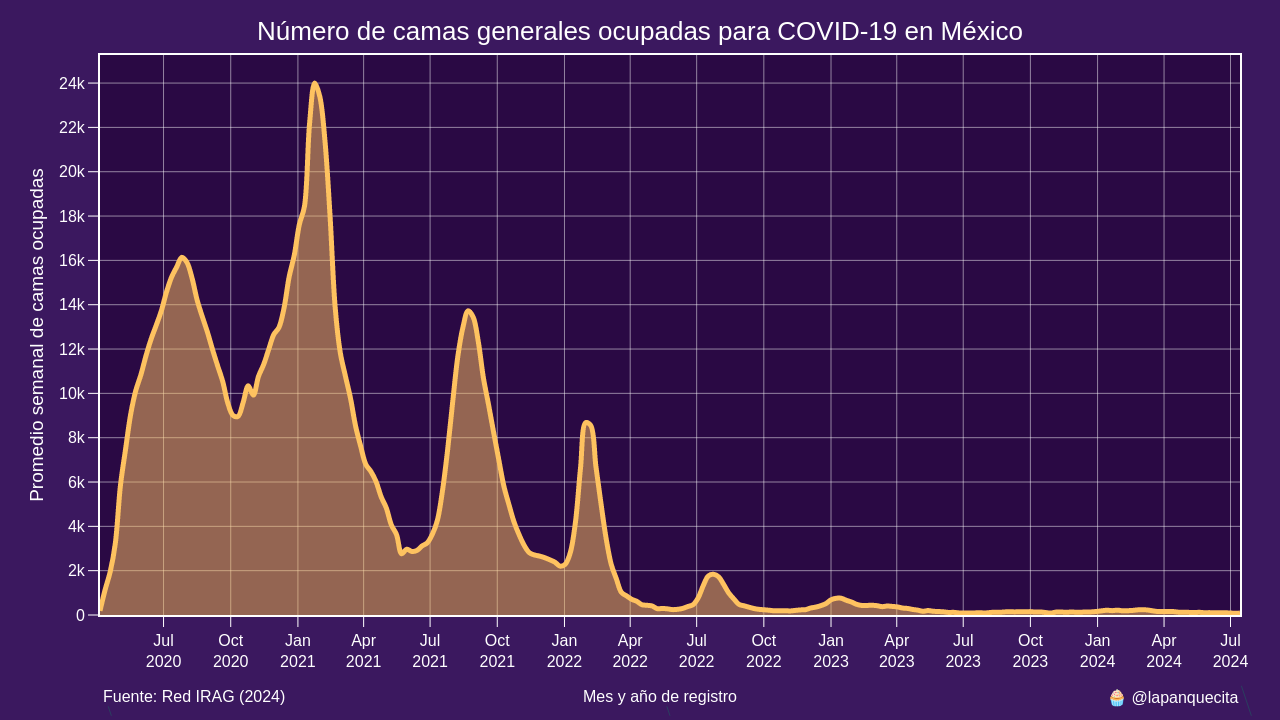 Número de camas generales ocupadas para COVID-19 en México
Promedio semanal de camas ocupadas
24k
22k
20k
18k
16k
14k
12k
10k
8k
6k
4k
2k
0
Jul Oct Jan Apr Jul Oct Jan Apr Jul Oct Jan Apr Jul Oct Jan Apr Jul
2020 2020 2021 2021 2021 2021 2022 2022 2022 2022 2023 2023 2023 2023 2024 2024 2024
Fuente: Red IRAG (2024) Mes y año de registro 🧁 @lapanquecita